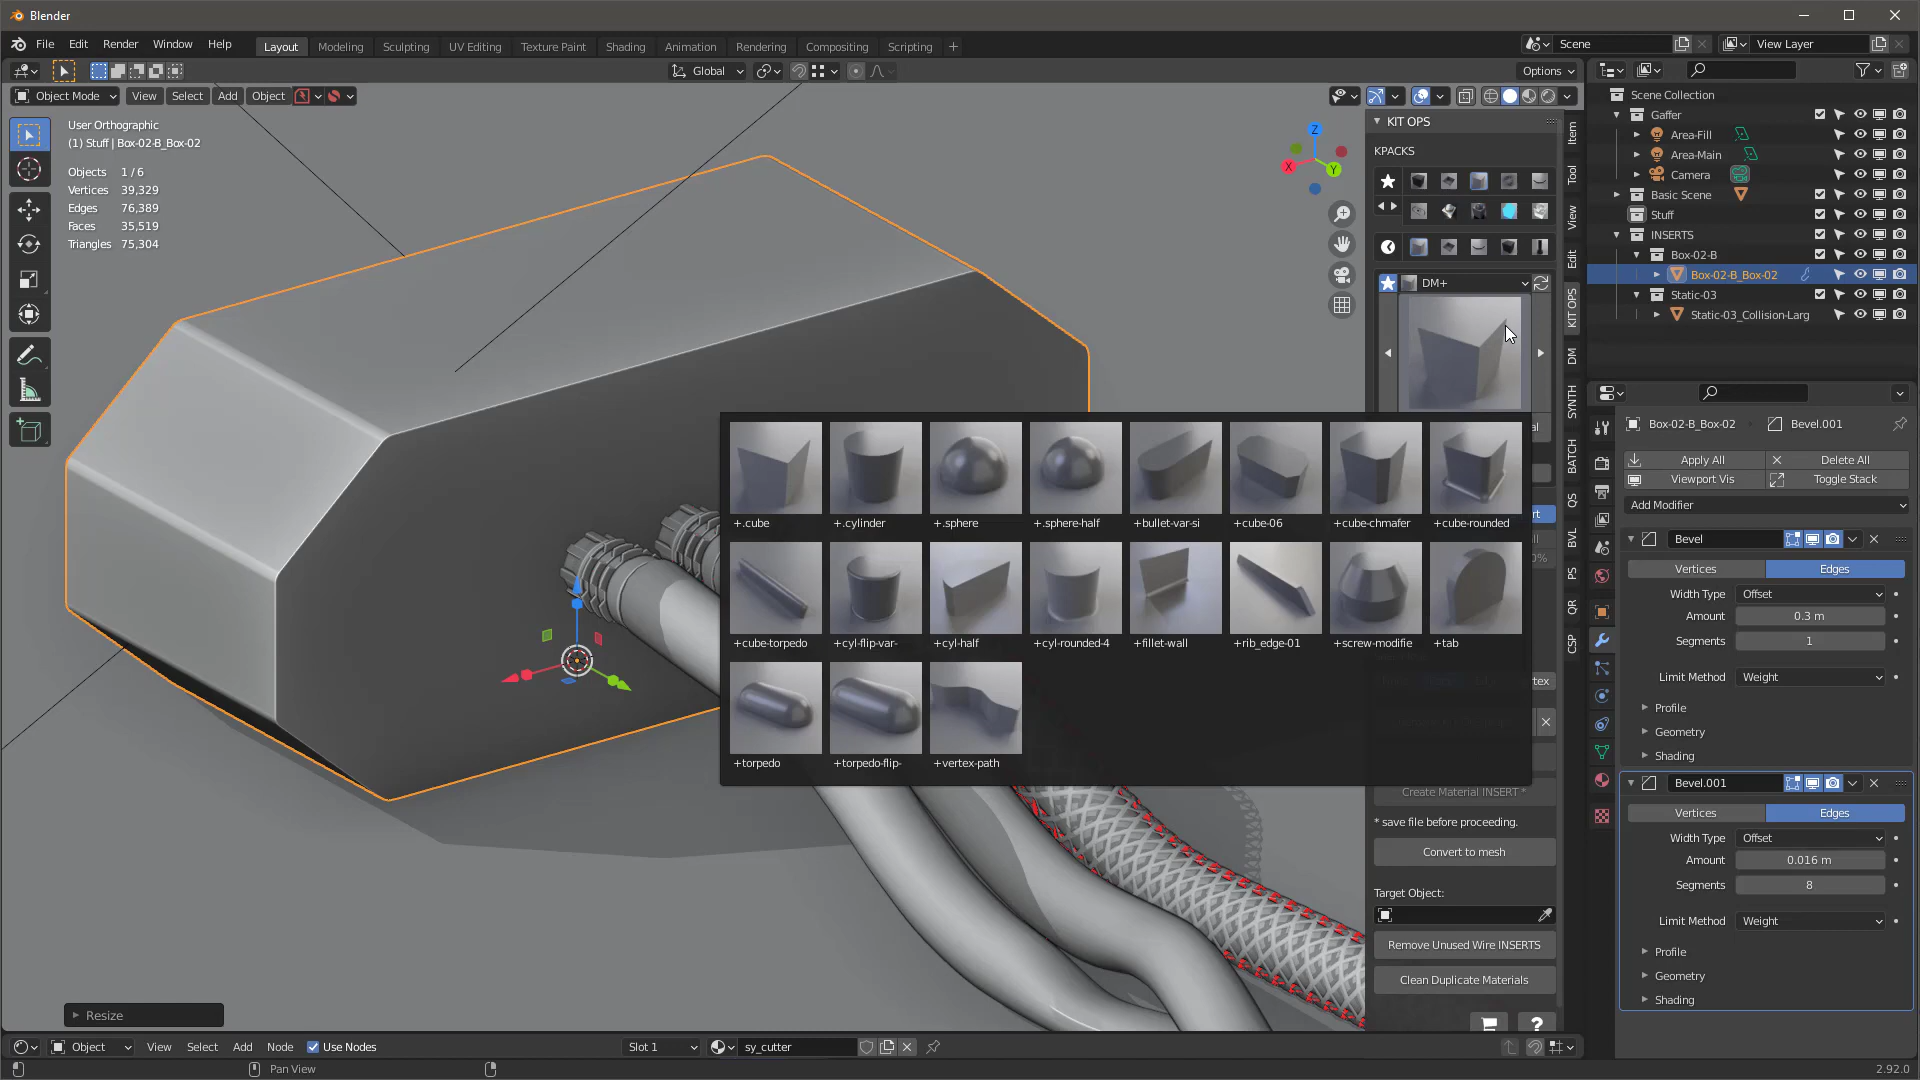 Blender
File Edit Render Window Help
Layout Modeling Sculpting UV Editing Texture Paint Shading Animation Rendering Compositing Scripting +
Scene
View Layer
Global
Options
Object Mode View Select Add Object
User Orthographic
(1) Stuff | Box-02-B_Box-02
Objects 1 / 6
Vertices 39,329
Edges 76,389
Faces 35,519
Triangles 75,304
Z
X
Y
KIT OPS
KPACKS
DM+
al
rt
0%
+.cube
+.cylinder
+.sphere
+.sphere-half
+bullet-var-si
+cube-06
+cube-chmafer
+cube-rounded
+cube-torpedo
+cyl-flip-var-
+cyl-half
+cyl-rounded-4
+fillet-wall
+rib_edge-01
+screw-modifie
+tab
+torpedo
+torpedo-flip-
+vertex-path
rtex
Create Material INSERT *
* save file before proceeding.
Convert to mesh
Target Object:
Remove Unused Wire INSERTS
Clean Duplicate Materials
?
Item
Tool
View
Edit
KIT OPS
DM
SYNTH
BATCH
QS
BVL
PS
QR
CSP
Scene Collection
Gaffer
Area-Fill
Area-Main
Camera
Basic Scene
Stuff
INSERTS
Box-02-B
Box-02-B_Box-02
Static-03
Static-03_Collision-Larg
Box-02-B_Box-02
Bevel.001
Apply All
Delete All
Viewport Vis
Toggle Stack
Add Modifier
Bevel
Vertices Edges
Width Type Offset
Amount 0.3 m
Segments 1
Limit Method Weight
Profile
Geometry
Shading
Bevel.001
Vertices Edges
Width Type Offset
Amount 0.016 m
Segments 8
Limit Method Weight
Profile
Geometry
Shading
Resize
Object View Select Add Node Use Nodes
Slot 1
sy_cutter
Pan View
2.92.0